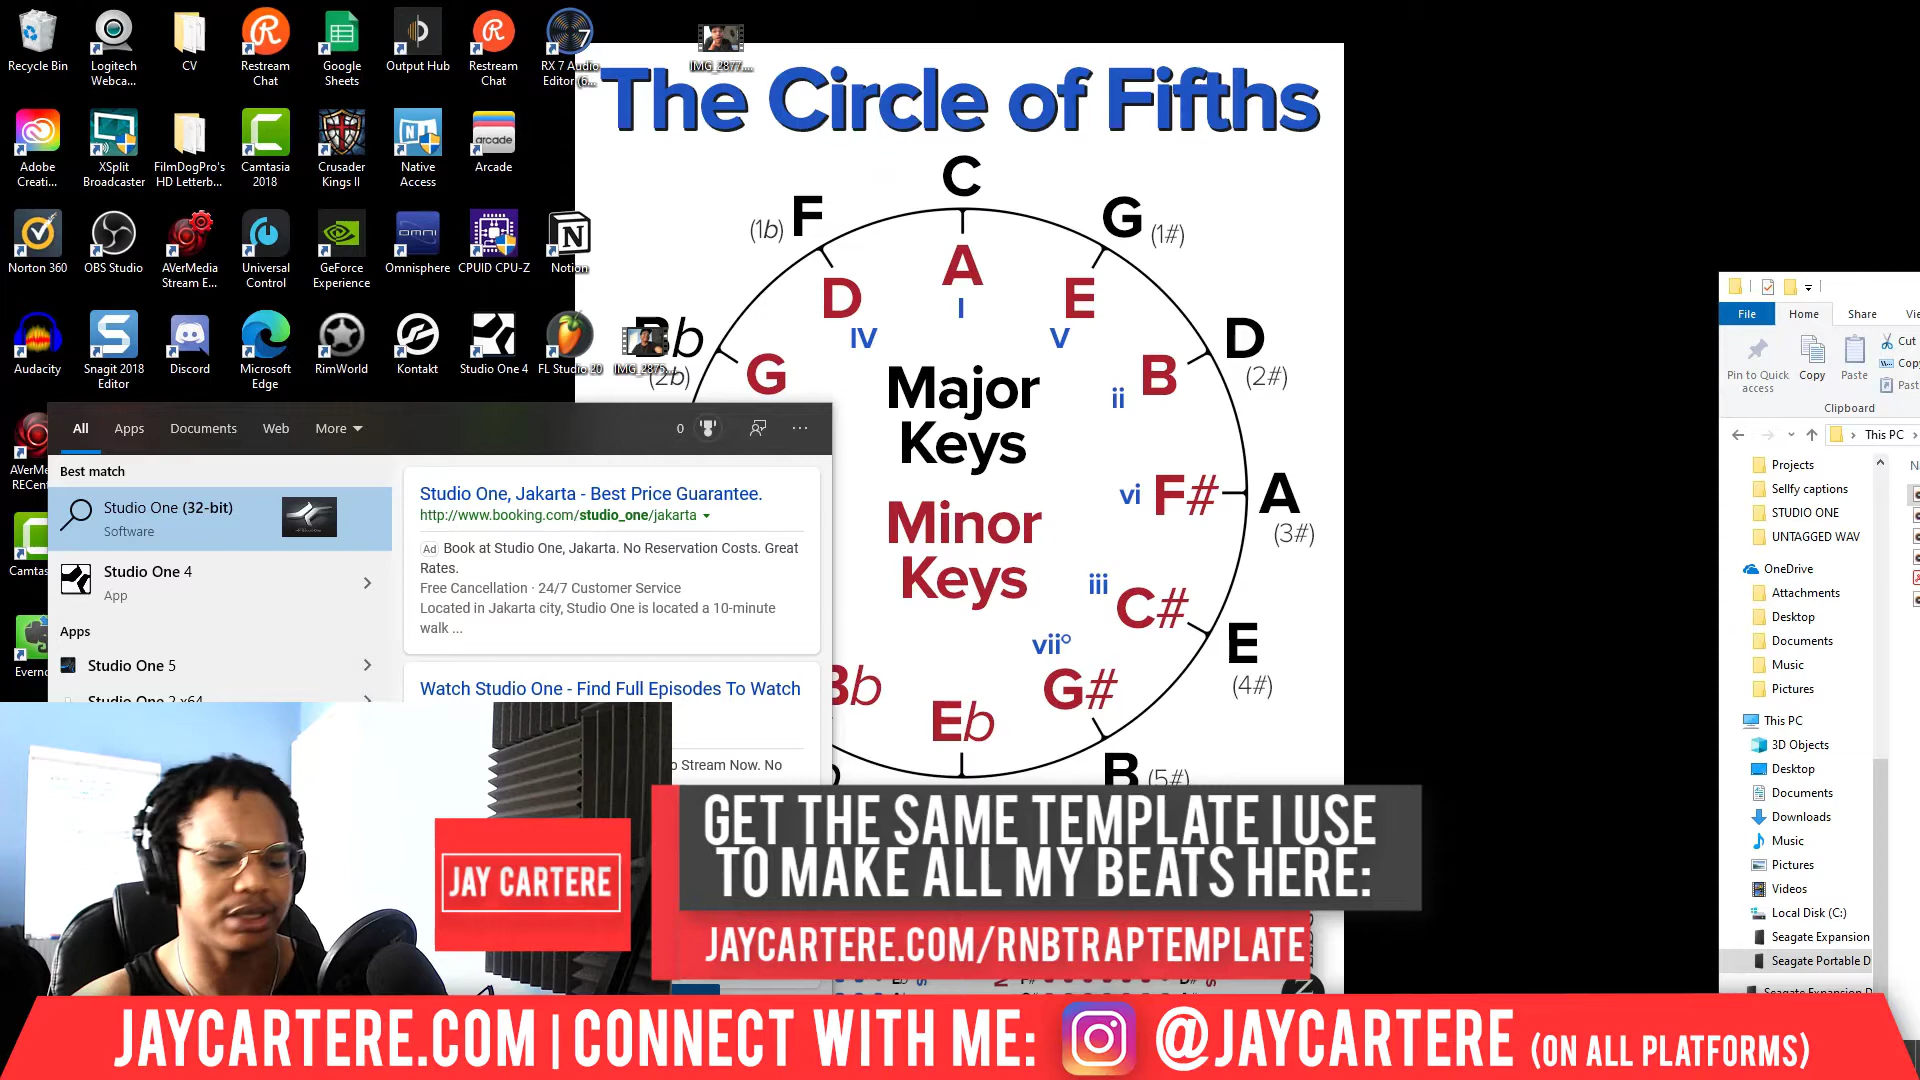 Recycle Bin
Logitech Webca...
CV
Restream Chat
Google Sheets
Output Hub
Restream Chat
RX 7 Audio Editor (6...
IMG_2877....
Adobe Creati...
XSplit Broadcaster
FilmDogPro's HD Letterb...
Camtasia 2018
Crusader Kings II
Native Access
arcade
Arcade
Norton 360
OBS Studio
AVerMedia Stream E...
Universal Control
GeForce Experience
OMNI
Omnisphere
CPUID CPU-Z
Notion
Audacity
Snagit 2018 Editor
Discord
Microsoft Edge
RimWorld
Kontakt
Studio One 4
FL Studio 20
IMG_2875....
The Circle of Fifths
C
F
(1b)
G
(1#)
A
I
D
IV
E
V
Bb
(2b)
G
D
(2#)
B
ii
Major
Keys
A
(3#)
F#
vi
Minor
Keys
iii
C#
E
(4#)
vii°
G#
Bb
Eb
B (5#)
All
Apps
Documents
Web
More
0
Best match
Studio One (32-bit)
Software
Studio One 4
App
Apps
Studio One 5
Studio One 2 x64
Studio One, Jakarta - Best Price Guarantee.
http://www.booking.com/studio_one/jakarta
Ad Book at Studio One, Jakarta. No Reservation Costs. Great
Rates.
Free Cancellation · 24/7 Customer Service
Located in Jakarta city, Studio One is located a 10-minute
walk ...
Watch Studio One - Find Full Episodes To Watch
o Stream Now. No
File
Home
Share
Cut
Pin to Quick access
Copy
Paste
Clipboard
This PC
Projects
Sellfy captions
STUDIO ONE
UNTAGGED WAV
OneDrive
Attachments
Desktop
Documents
Music
Pictures
This PC
3D Objects
Desktop
Documents
Downloads
Music
Pictures
Videos
Local Disk (C:)
Seagate Expansion
Seagate Portable D
JAY CARTERE
GET THE SAME TEMPLATE I USE
TO MAKE ALL MY BEATS HERE:
JAYCARTERE.COM/RNBTRAPTEMPLATE
JAYCARTERE.COM | CONNECT WITH ME: @JAYCARTERE (ON ALL PLATFORMS)